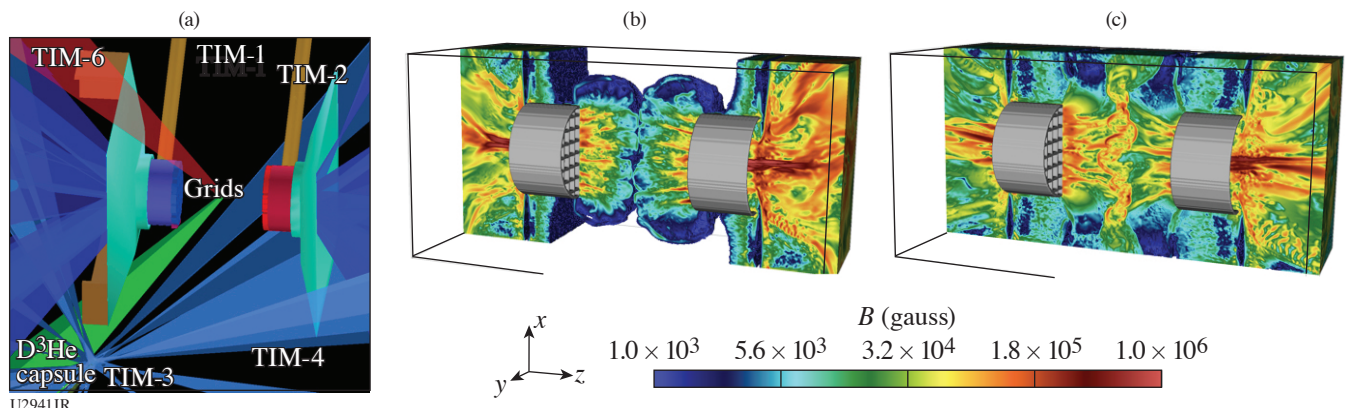 (a)
(b)
(c)
TIM-6
TIM-1
TIM-2
Grids
D³He
capsule
TIM-3
TIM-4
U2941JR
x
y
z
B (gauss)
1.0 × 10³ 5.6 × 10³ 3.2 × 10⁴ 1.8 × 10⁵ 1.0 × 10⁶